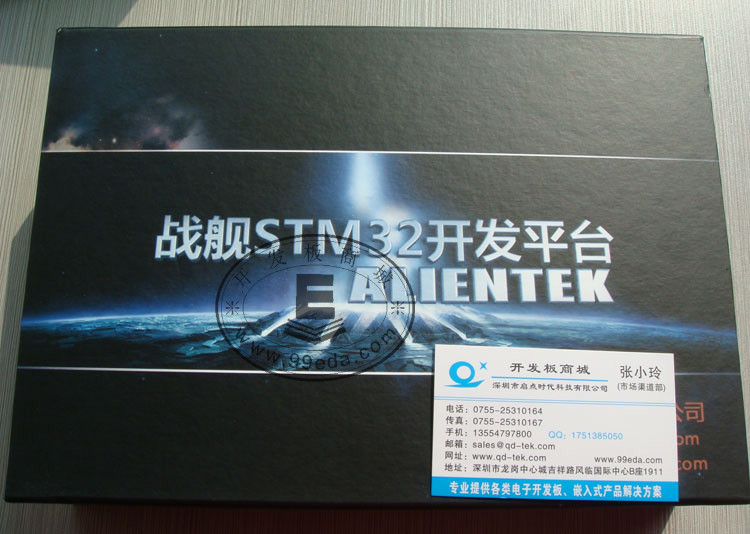 战舰STM32开发平台
ALIENTEK
开发板商城
E
www.99eda.com
开发板商城
深圳市启点时代科技有限公司
张小玲
(市场渠道部)
电话：0755-25310164
传真：0755-25310167
手机：13554797800
QQ：1751385050
邮箱：sales@qd-tek.com
网址：www.qd-tek.com
www.99eda.com
地址：深圳市龙岗中心城吉祥路风临国际中心B座1911
专业提供各类电子开发板、嵌入式产品解决方案
公司